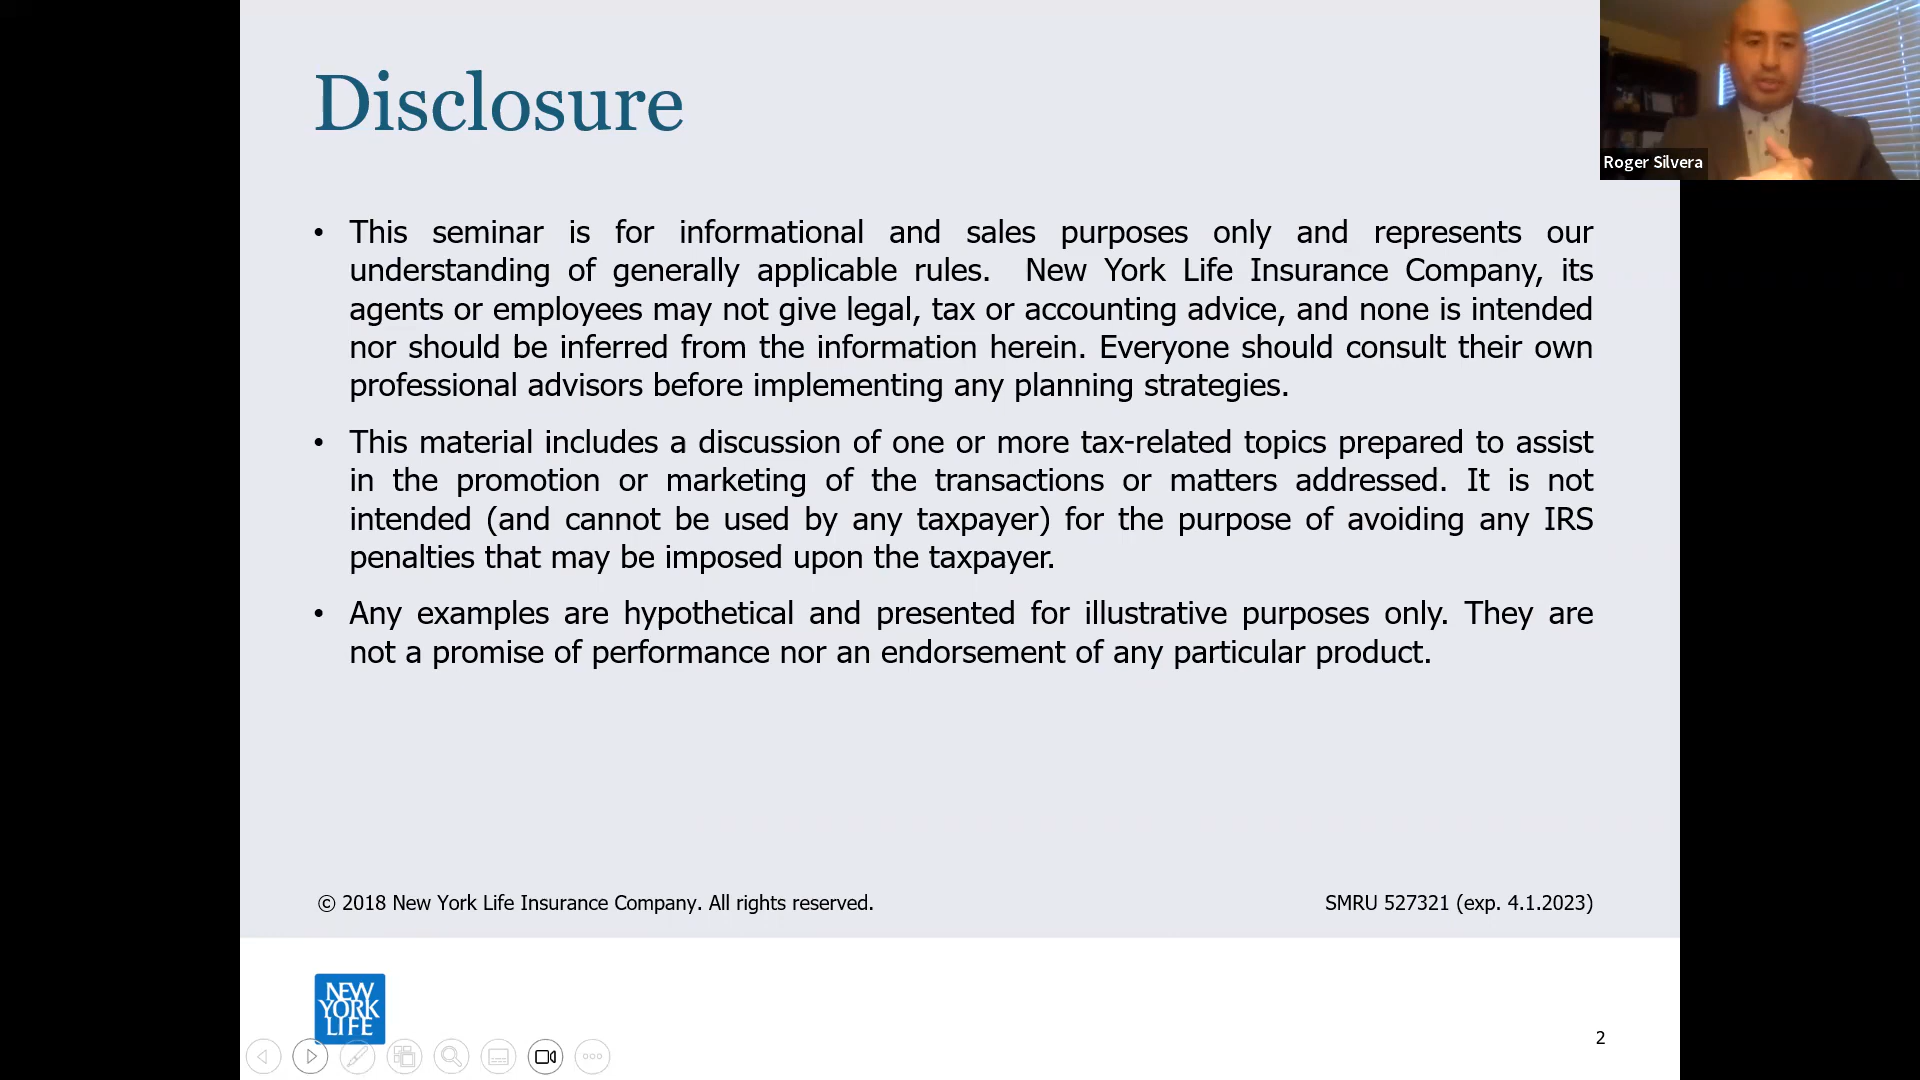 Disclosure
Roger Silvera
• This seminar is for informational and sales purposes only and represents our
understanding of generally applicable rules. New York Life Insurance Company, its
agents or employees may not give legal, tax or accounting advice, and none is intended
nor should be inferred from the information herein. Everyone should consult their own
professional advisors before implementing any planning strategies.
• This material includes a discussion of one or more tax-related topics prepared to assist
in the promotion or marketing of the transactions or matters addressed. It is not
intended (and cannot be used by any taxpayer) for the purpose of avoiding any IRS
penalties that may be imposed upon the taxpayer.
• Any examples are hypothetical and presented for illustrative purposes only. They are
not a promise of performance nor an endorsement of any particular product.
© 2018 New York Life Insurance Company. All rights reserved.
SMRU 527321 (exp. 4.1.2023)
NEW
YORK
LIFE
2